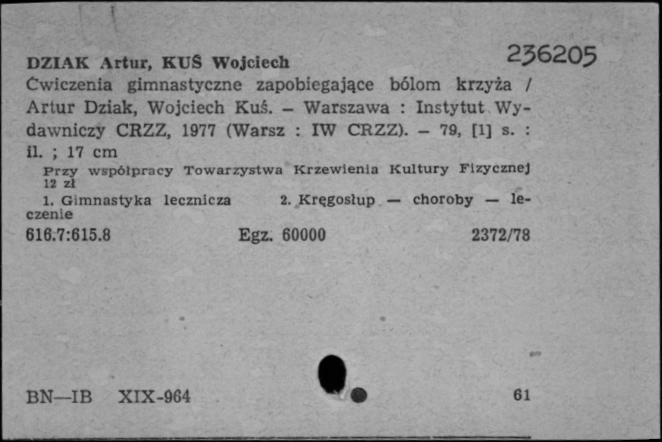 236205
DZIAK Artur, KUŚ Wojciech
Ćwiczenia gimnastyczne zapobiegające bólom krzyża /
Artur Dziak, Wojciech Kuś. — Warszawa : Instytut Wy-
dawniczy CRZZ, 1977 (Warsz : IW CRZZ). — 79, [1] s. :
il. ; 17 cm
Przy współpracy Towarzystwa Krzewienia Kultury Fizycznej
12 zł
1. Gimnastyka lecznicza 2. Kręgosłup — choroby — le-
czenie
616.7:615.8 Egz. 60000 2372/78
BN—IB XIX-964 61